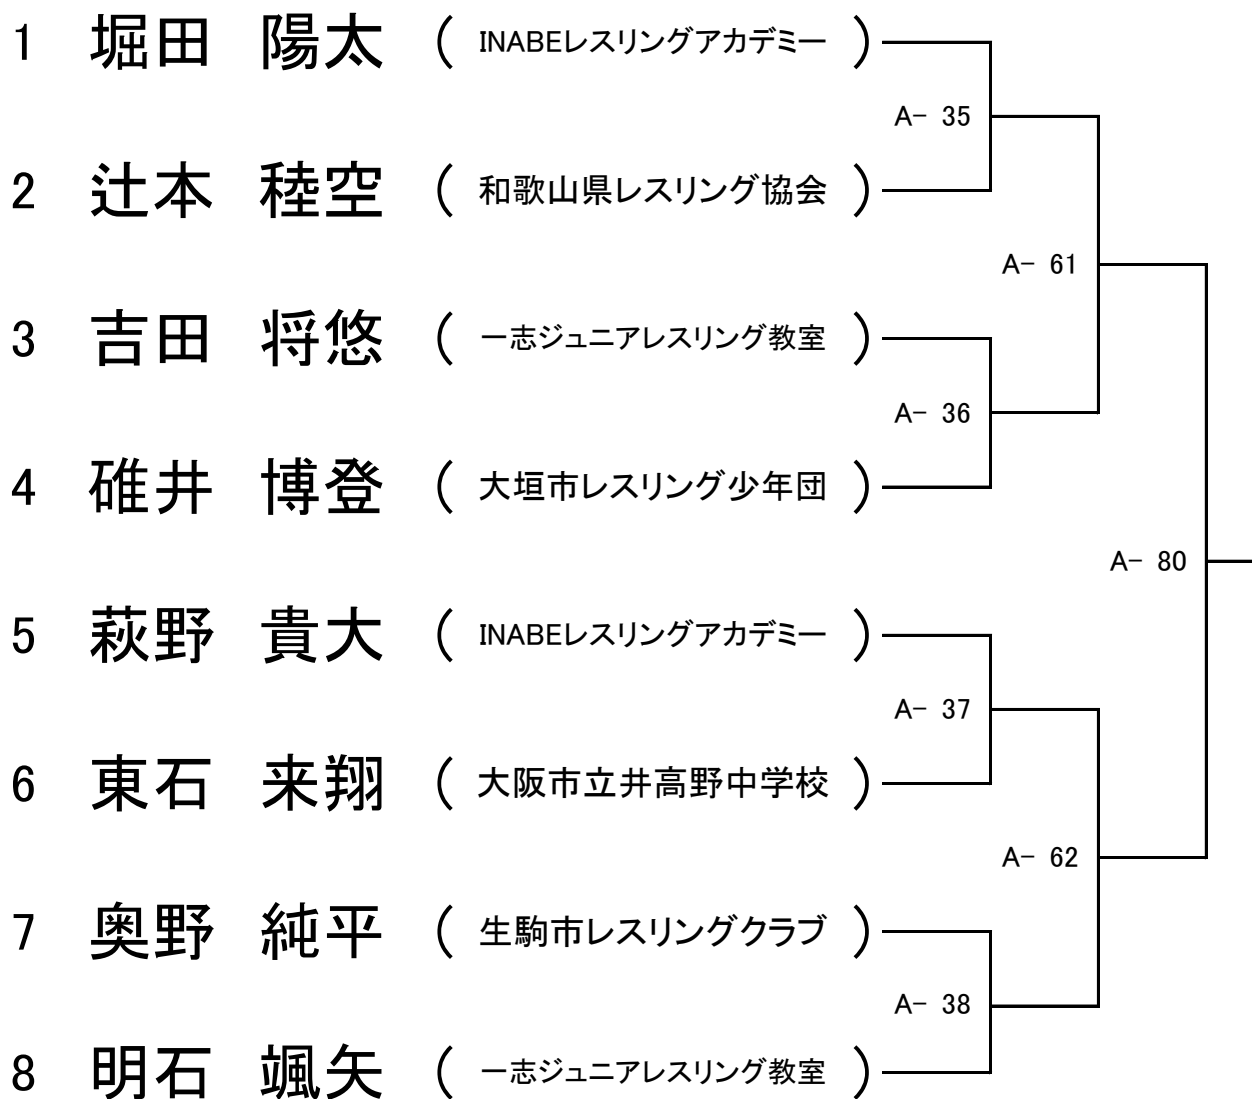 1 堀田 陽太 ( INABEレスリングアカデミー )
A- 35
2 辻本 稑空 ( 和歌山県レスリング協会 )
A- 61
3 吉田 将悠 ( 一志ジュニアレスリング教室 )
A- 36
4 碓井 博登 ( 大垣市レスリング少年団 )
A- 80
5 萩野 貴大 ( INABEレスリングアカデミー )
A- 37
6 東石 来翔 ( 大阪市立井高野中学校 )
A- 62
7 奥野 純平 ( 生駒市レスリングクラブ )
A- 38
8 明石 颯矢 ( 一志ジュニアレスリング教室 )